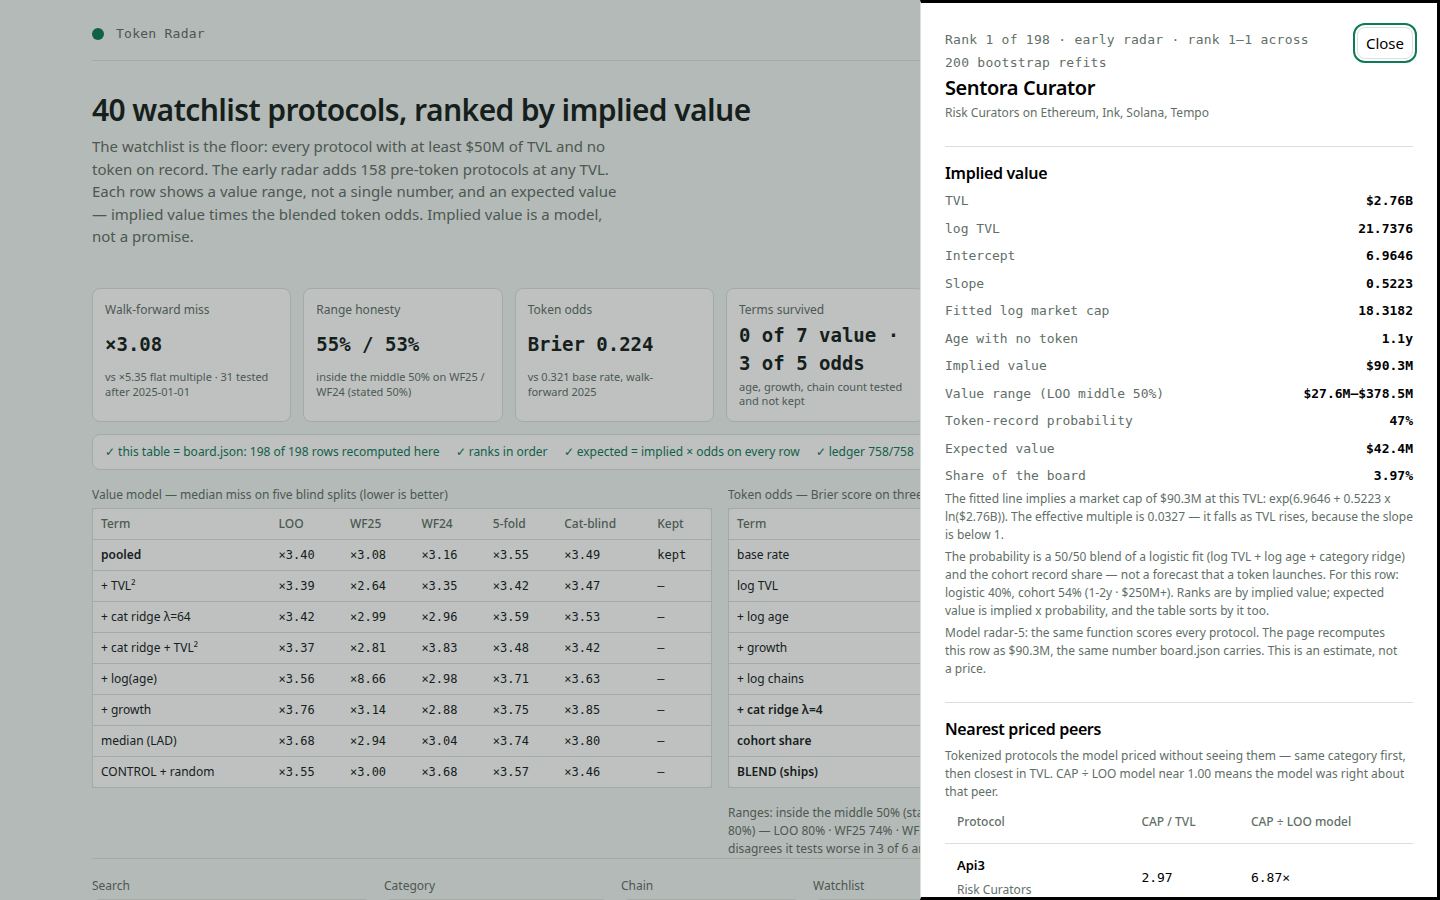 Token Radar
40 watchlist protocols, ranked by implied value
The watchlist is the floor: every protocol with at least $50M of TVL and no
token on record. The early radar adds 158 pre-token protocols at any TVL.
Each row shows a value range, not a single number, and an expected value
— implied value times the blended token odds. Implied value is a model,
not a promise.
Walk-forward miss
×3.08
vs ×5.35 flat multiple · 31 tested
after 2025-01-01
Range honesty
55% / 53%
inside the middle 50% on WF25 /
WF24 (stated 50%)
Token odds
Brier 0.224
vs 0.321 base rate, walk-
forward 2025
Terms survived
0 of 7 value ·
3 of 5 odds
age, growth, chain count tested
and not kept
✓ this table = board.json: 198 of 198 rows recomputed here ✓ ranks in order ✓ expected = implied × odds on every row ✓ ledger 758/758
Value model — median miss on five blind splits (lower is better)
Term LOO WF25 WF24 5-fold Cat-blind Kept
pooled ×3.40 ×3.08 ×3.16 ×3.55 ×3.49 kept
+ TVL² ×3.39 ×2.64 ×3.35 ×3.42 ×3.47 —
+ cat ridge λ=64 ×3.42 ×2.99 ×2.96 ×3.59 ×3.53 —
+ cat ridge + TVL² ×3.37 ×2.81 ×3.83 ×3.48 ×3.42 —
+ log(age) ×3.56 ×8.66 ×2.98 ×3.71 ×3.63 —
+ growth ×3.76 ×3.14 ×2.88 ×3.75 ×3.85 —
median (LAD) ×3.68 ×2.94 ×3.04 ×3.74 ×3.80 —
CONTROL + random ×3.55 ×3.00 ×3.68 ×3.57 ×3.46 —
Token odds — Brier score on three
Term
base rate
log TVL
+ log age
+ growth
+ log chains
+ cat ridge λ=4
cohort share
BLEND (ships)
Ranges: inside the middle 50% (sta
80%) — LOO 80% · WF25 74% · WF
disagrees it tests worse in 3 of 6 a
Search Category Chain Watchlist
Rank 1 of 198 · early radar · rank 1–1 across
200 bootstrap refits
Close
Sentora Curator
Risk Curators on Ethereum, Ink, Solana, Tempo
Implied value
TVL $2.76B
log TVL 21.7376
Intercept 6.9646
Slope 0.5223
Fitted log market cap 18.3182
Age with no token 1.1y
Implied value $90.3M
Value range (LOO middle 50%) $27.6M–$378.5M
Token-record probability 47%
Expected value $42.4M
Share of the board 3.97%
The fitted line implies a market cap of $90.3M at this TVL: exp(6.9646 + 0.5223 x
ln($2.76B)). The effective multiple is 0.0327 — it falls as TVL rises, because the slope
is below 1.
The probability is a 50/50 blend of a logistic fit (log TVL + log age + category ridge)
and the cohort record share — not a forecast that a token launches. For this row:
logistic 40%, cohort 54% (1-2y · $250M+). Ranks are by implied value; expected
value is implied x probability, and the table sorts by it too.
Model radar-5: the same function scores every protocol. The page recomputes
this row as $90.3M, the same number board.json carries. This is an estimate, not
a price.
Nearest priced peers
Tokenized protocols the model priced without seeing them — same category first,
then closest in TVL. CAP ÷ LOO model near 1.00 means the model was right about
that peer.
Protocol CAP / TVL CAP ÷ LOO model
Api3 2.97 6.87×
Risk Curators